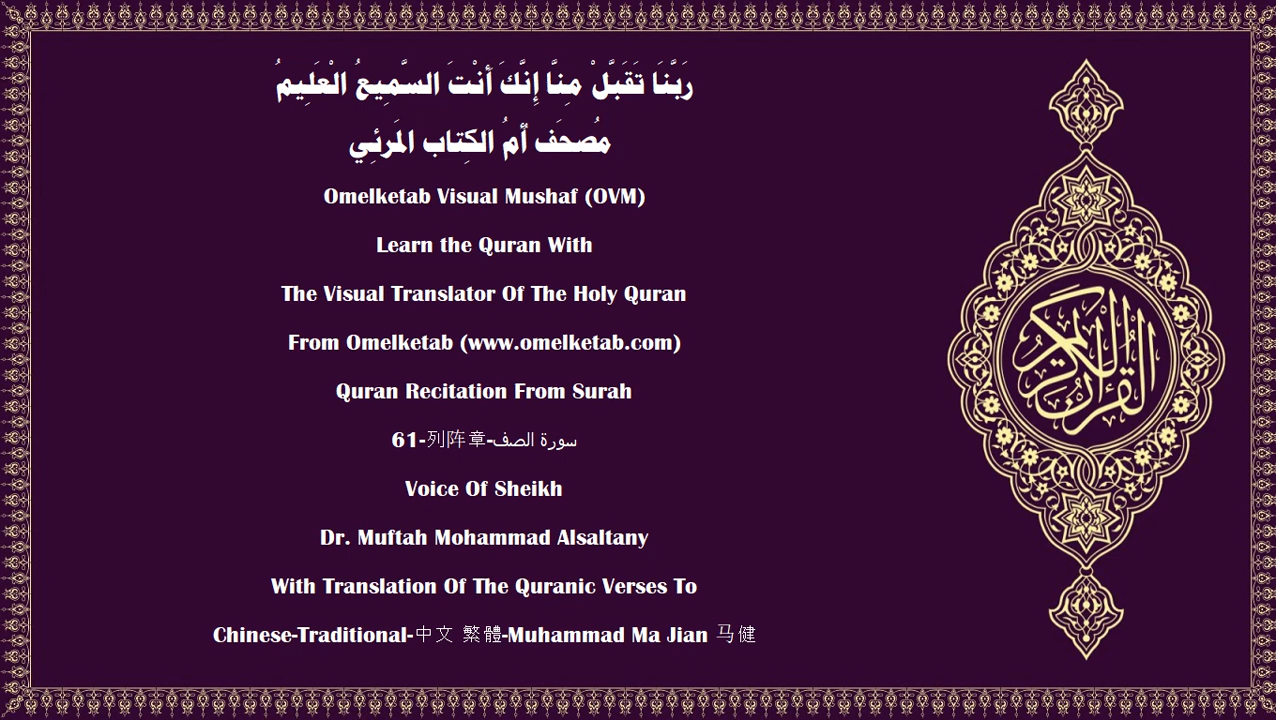 رَبَّنَا تَقَبَّلْ مِنَّا إِنَّكَ أَنْتَ السَّمِيعُ الْعَلِيمُ
مُصحَف أمُ الكِتاب المَرئِي
Omelketab Visual Mushaf (OVM)
Learn the Quran With
The Visual Translator Of The Holy Quran
From Omelketab (www.omelketab.com)
Quran Recitation From Surah
61-列阵章-سورة الصف
Voice Of Sheikh
Dr. Muftah Mohammad Alsaltany
With Translation Of The Quranic Verses To
Chinese-Traditional-中文 繁體-Muhammad Ma Jian 马健
القرآن الكريم